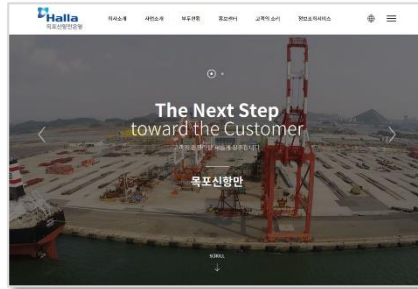 Halla
목포신항만운영
회사소개 사업소개 부두현황 홍보센터 고객의 소리 정보조회서비스
The Next Step
toward the Customer
목포신항만
SCROLL